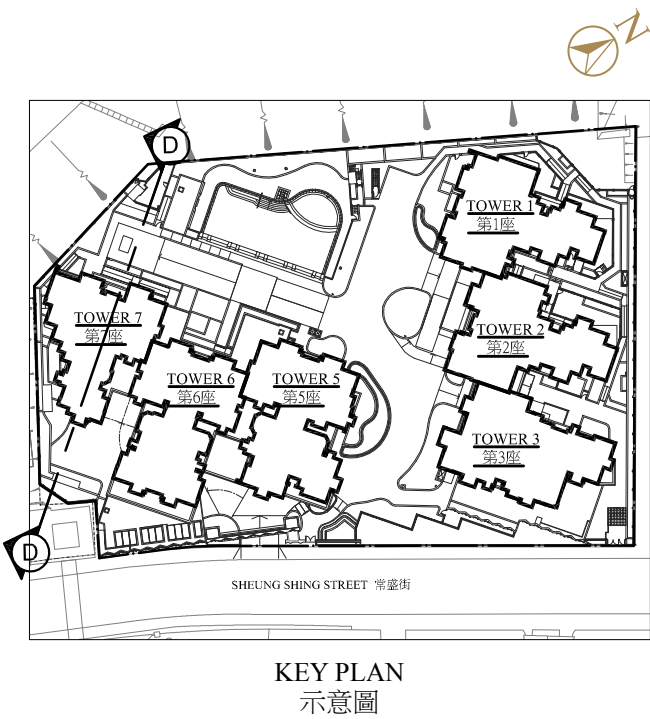 N
D
TOWER 1
第1座
TOWER 2
第2座
TOWER 7
第7座
TOWER 6
第6座
TOWER 5
第5座
TOWER 3
第3座
D
SHEUNG SHING STREET 常盛街
KEY PLAN
示意圖